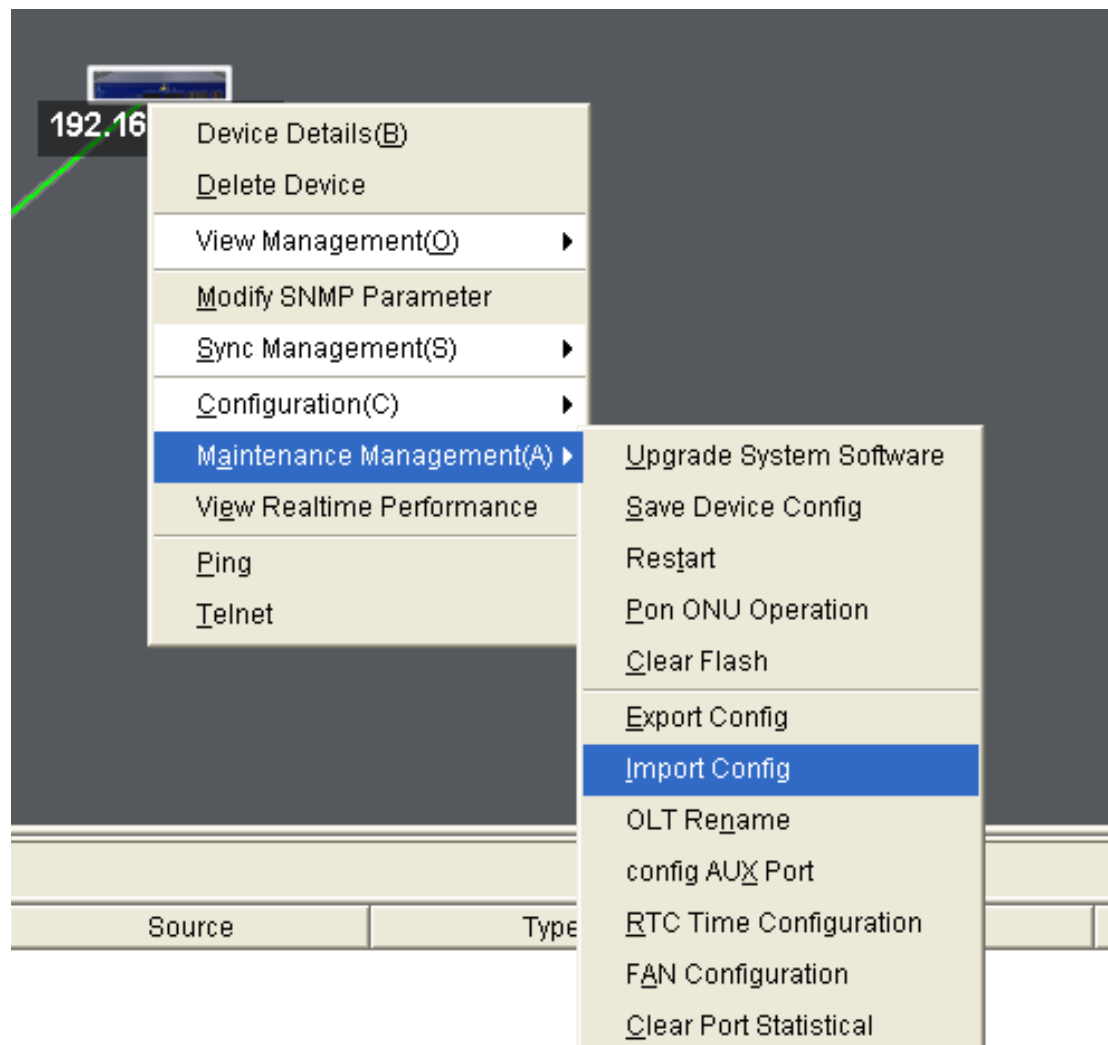 192.16
Device Details(B)
Delete Device
View Management(O)
Modify SNMP Parameter
Sync Management(S)
Configuration(C)
Maintenance Management(A)
View Realtime Performance
Ping
Telnet
Upgrade System Software
Save Device Config
Restart
Pon ONU Operation
Clear Flash
Export Config
Import Config
OLT Rename
config AUX Port
RTC Time Configuration
FAN Configuration
Clear Port Statistical
Source
Type